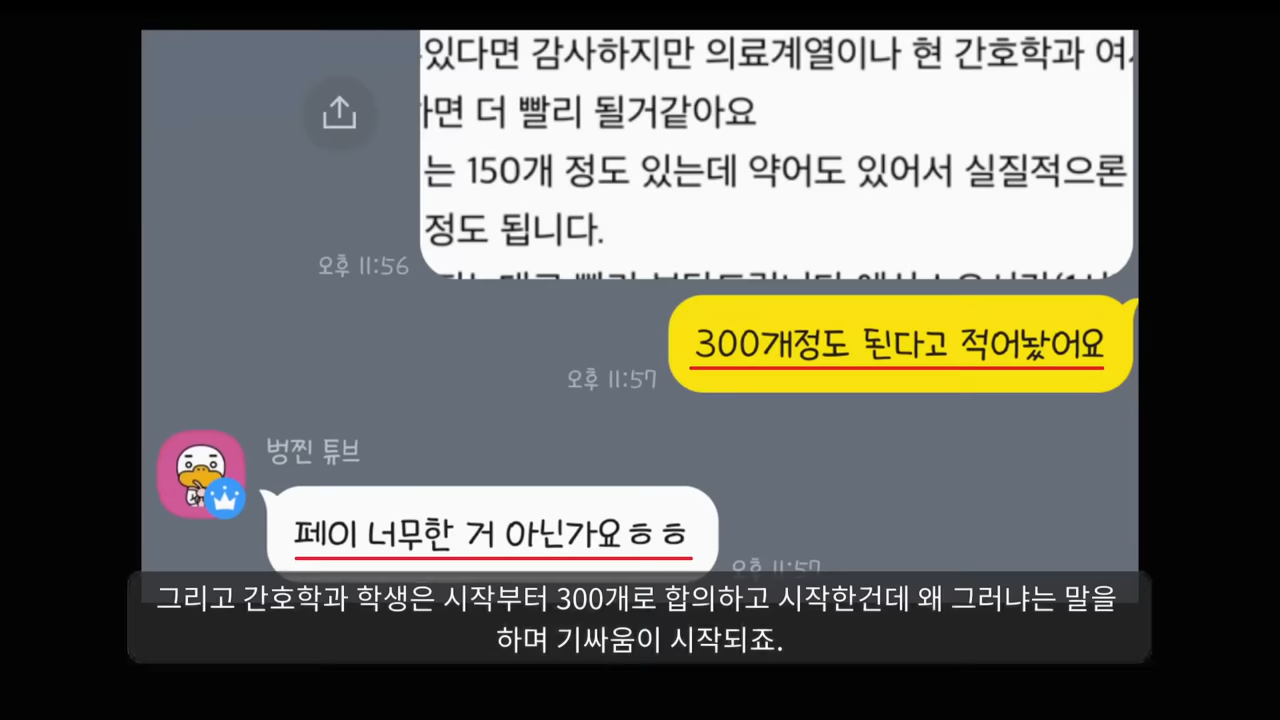 있다면 감사하지만 의료계열이나 현 간호학과
면 더 빨리 될거같아요
는 150개 정도 있는데 약어도 있어서 실질적으론
정도 됩니다.
오후 11:56
300개정도 된다고 적어놨어요
오후 11:57
벙찐 튜브
페이 너무한 거 아닌가요ㅎㅎ
오후 11:57
그리고 간호학과 학생은 시작부터 300개로 합의하고 시작한건데 왜 그러냐는 말을
하며 기싸움이 시작되죠.